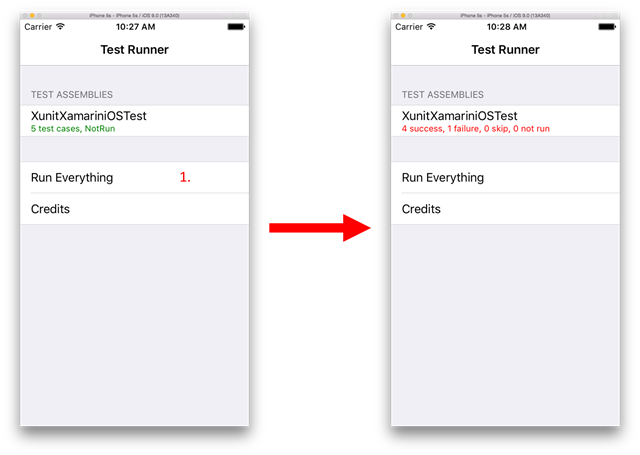 iPhone 5s - iPhone 5s / iOS 9.0 (13A340)
Carrier 10:27 AM
Test Runner
TEST ASSEMBLIES
XunitXamariniOSTest
5 test cases, NotRun
Run Everything 1.
Credits
iPhone 5s - iPhone 5s / iOS 9.0 (13A340)
Carrier 10:28 AM
Test Runner
TEST ASSEMBLIES
XunitXamariniOSTest
4 success, 1 failure, 0 skip, 0 not run
Run Everything
Credits